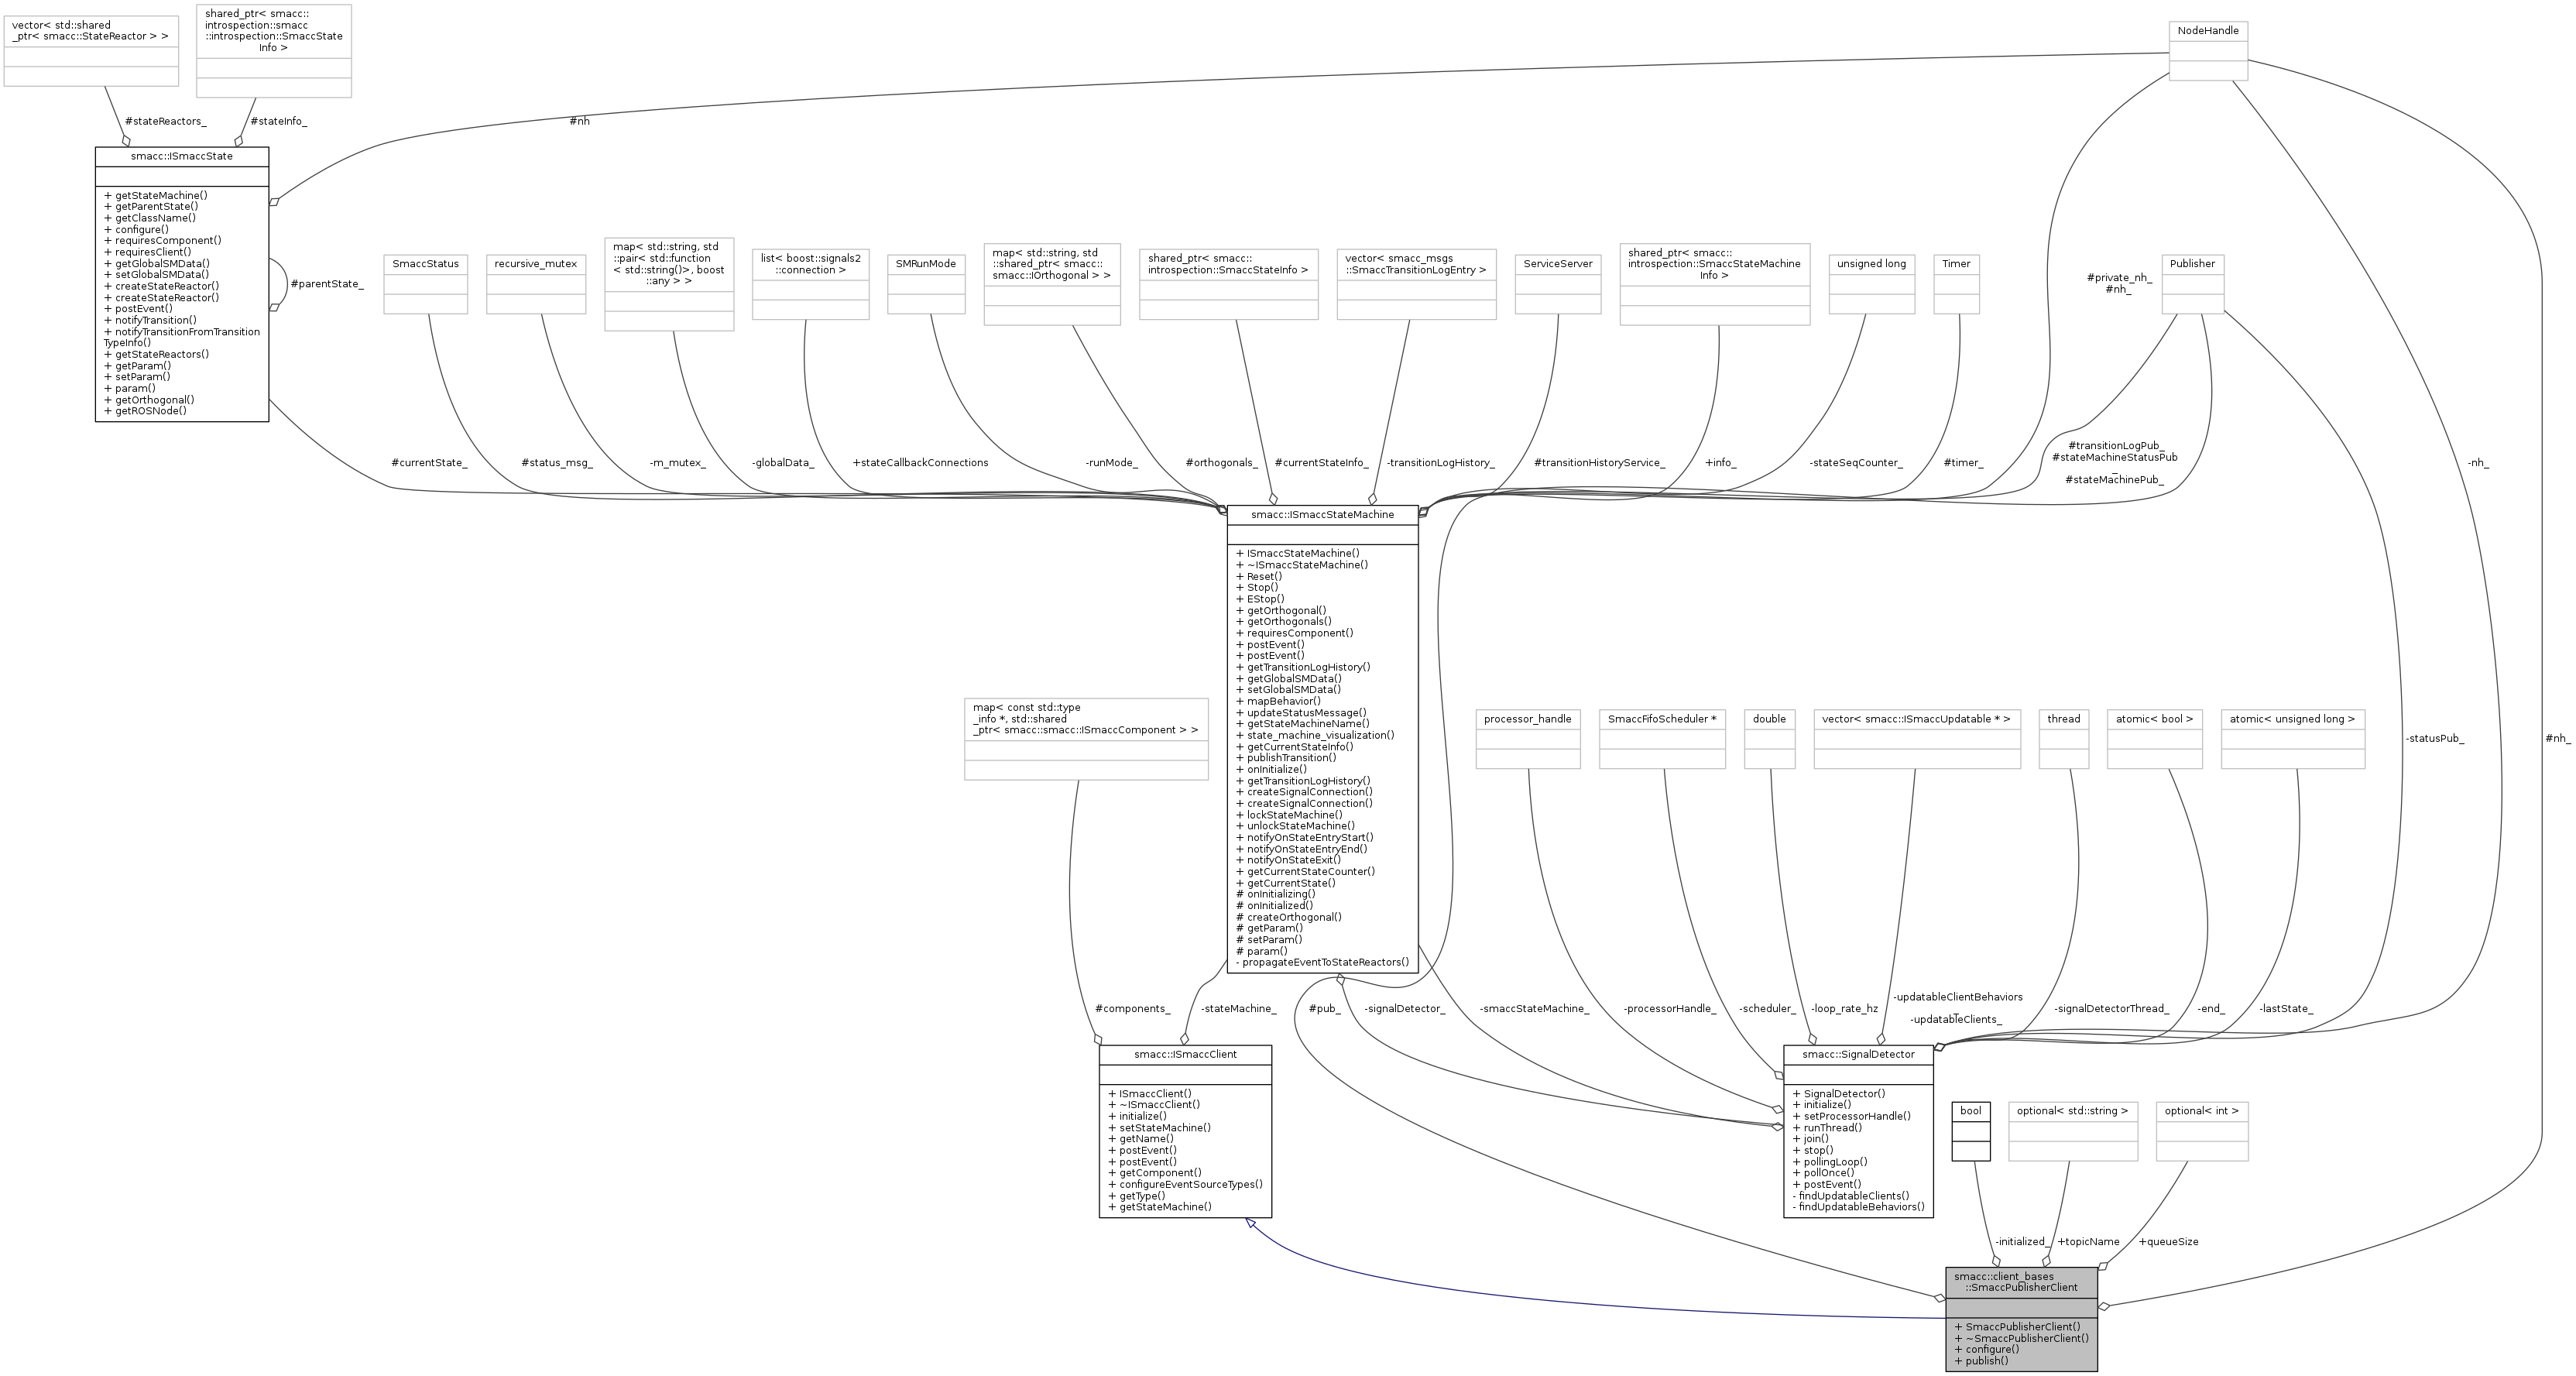 vector< std::shared
_ptr< smacc::StateReactor > >
shared_ptr< smacc::
introspection::smacc
::introspection::SmaccState
Info >
NodeHandle
#stateReactors_
#stateInfo_
#nh
smacc::ISmaccState
+ getStateMachine()
+ getParentState()
+ getClassName()
+ configure()
+ requiresComponent()
+ requiresClient()
+ getGlobalSMData()
+ setGlobalSMData()
+ createStateReactor()
+ createStateReactor()
+ postEvent()
+ notifyTransition()
+ notifyTransitionFromTransition
TypeInfo()
+ getStateReactors()
+ getParam()
+ setParam()
+ param()
+ getOrthogonal()
+ getROSNode()
#parentState_
SmaccStatus
recursive_mutex
map< std::string, std
::pair< std::function
< std::string()>, boost
::any > >
list< boost::signals2
::connection >
SMRunMode
map< std::string, std
::shared_ptr< smacc::
smacc::IOrthogonal > >
shared_ptr< smacc::
introspection::SmaccStateInfo >
vector< smacc_msgs
::SmaccTransitionLogEntry >
ServiceServer
shared_ptr< smacc::
introspection::SmaccStateMachine
Info >
unsigned long
Timer
#private_nh_
#nh_
Publisher
#currentState_
#status_msg_
-m_mutex_
-globalData_
+stateCallbackConnections
-runMode_
#orthogonals_
#currentStateInfo_
-transitionLogHistory_
#transitionHistoryService_
+info_
-stateSeqCounter_
#timer_
#transitionLogPub_
#stateMachineStatusPub
_
#stateMachinePub_
-nh_
smacc::ISmaccStateMachine
+ ISmaccStateMachine()
+ ~ISmaccStateMachine()
+ Reset()
+ Stop()
+ EStop()
+ getOrthogonal()
+ getOrthogonals()
+ requiresComponent()
+ postEvent()
+ postEvent()
+ getTransitionLogHistory()
+ getGlobalSMData()
+ setGlobalSMData()
+ mapBehavior()
+ updateStatusMessage()
+ getStateMachineName()
+ state_machine_visualization()
+ getCurrentStateInfo()
+ publishTransition()
+ onInitialize()
+ getTransitionLogHistory()
+ createSignalConnection()
+ createSignalConnection()
+ lockStateMachine()
+ unlockStateMachine()
+ notifyOnStateEntryStart()
+ notifyOnStateEntryEnd()
+ notifyOnStateExit()
+ getCurrentStateCounter()
+ getCurrentState()
# onInitializing()
# onInitialized()
# createOrthogonal()
# getParam()
# setParam()
# param()
- propagateEventToStateReactors()
map< const std::type
_info *, std::shared
_ptr< smacc::smacc::ISmaccComponent > >
processor_handle
SmaccFifoScheduler *
double
vector< smacc::ISmaccUpdatable * >
thread
atomic< bool >
atomic< unsigned long >
-statusPub_
#nh_
#components_
-stateMachine_
#pub_
-signalDetector_
-smaccStateMachine_
-processorHandle_
-scheduler_
-loop_rate_hz
-updatableClientBehaviors
_
-updatableClients_
-signalDetectorThread_
-end_
-lastState_
smacc::ISmaccClient
+ ISmaccClient()
+ ~ISmaccClient()
+ initialize()
+ setStateMachine()
+ getName()
+ postEvent()
+ postEvent()
+ getComponent()
+ configureEventSourceTypes()
+ getType()
+ getStateMachine()
smacc::SignalDetector
+ SignalDetector()
+ initialize()
+ setProcessorHandle()
+ runThread()
+ join()
+ stop()
+ pollingLoop()
+ pollOnce()
+ postEvent()
- findUpdatableClients()
- findUpdatableBehaviors()
bool
optional< std::string >
optional< int >
-initialized_
+topicName
+queueSize
smacc::client_bases
::SmaccPublisherClient
+ SmaccPublisherClient()
+ ~SmaccPublisherClient()
+ configure()
+ publish()